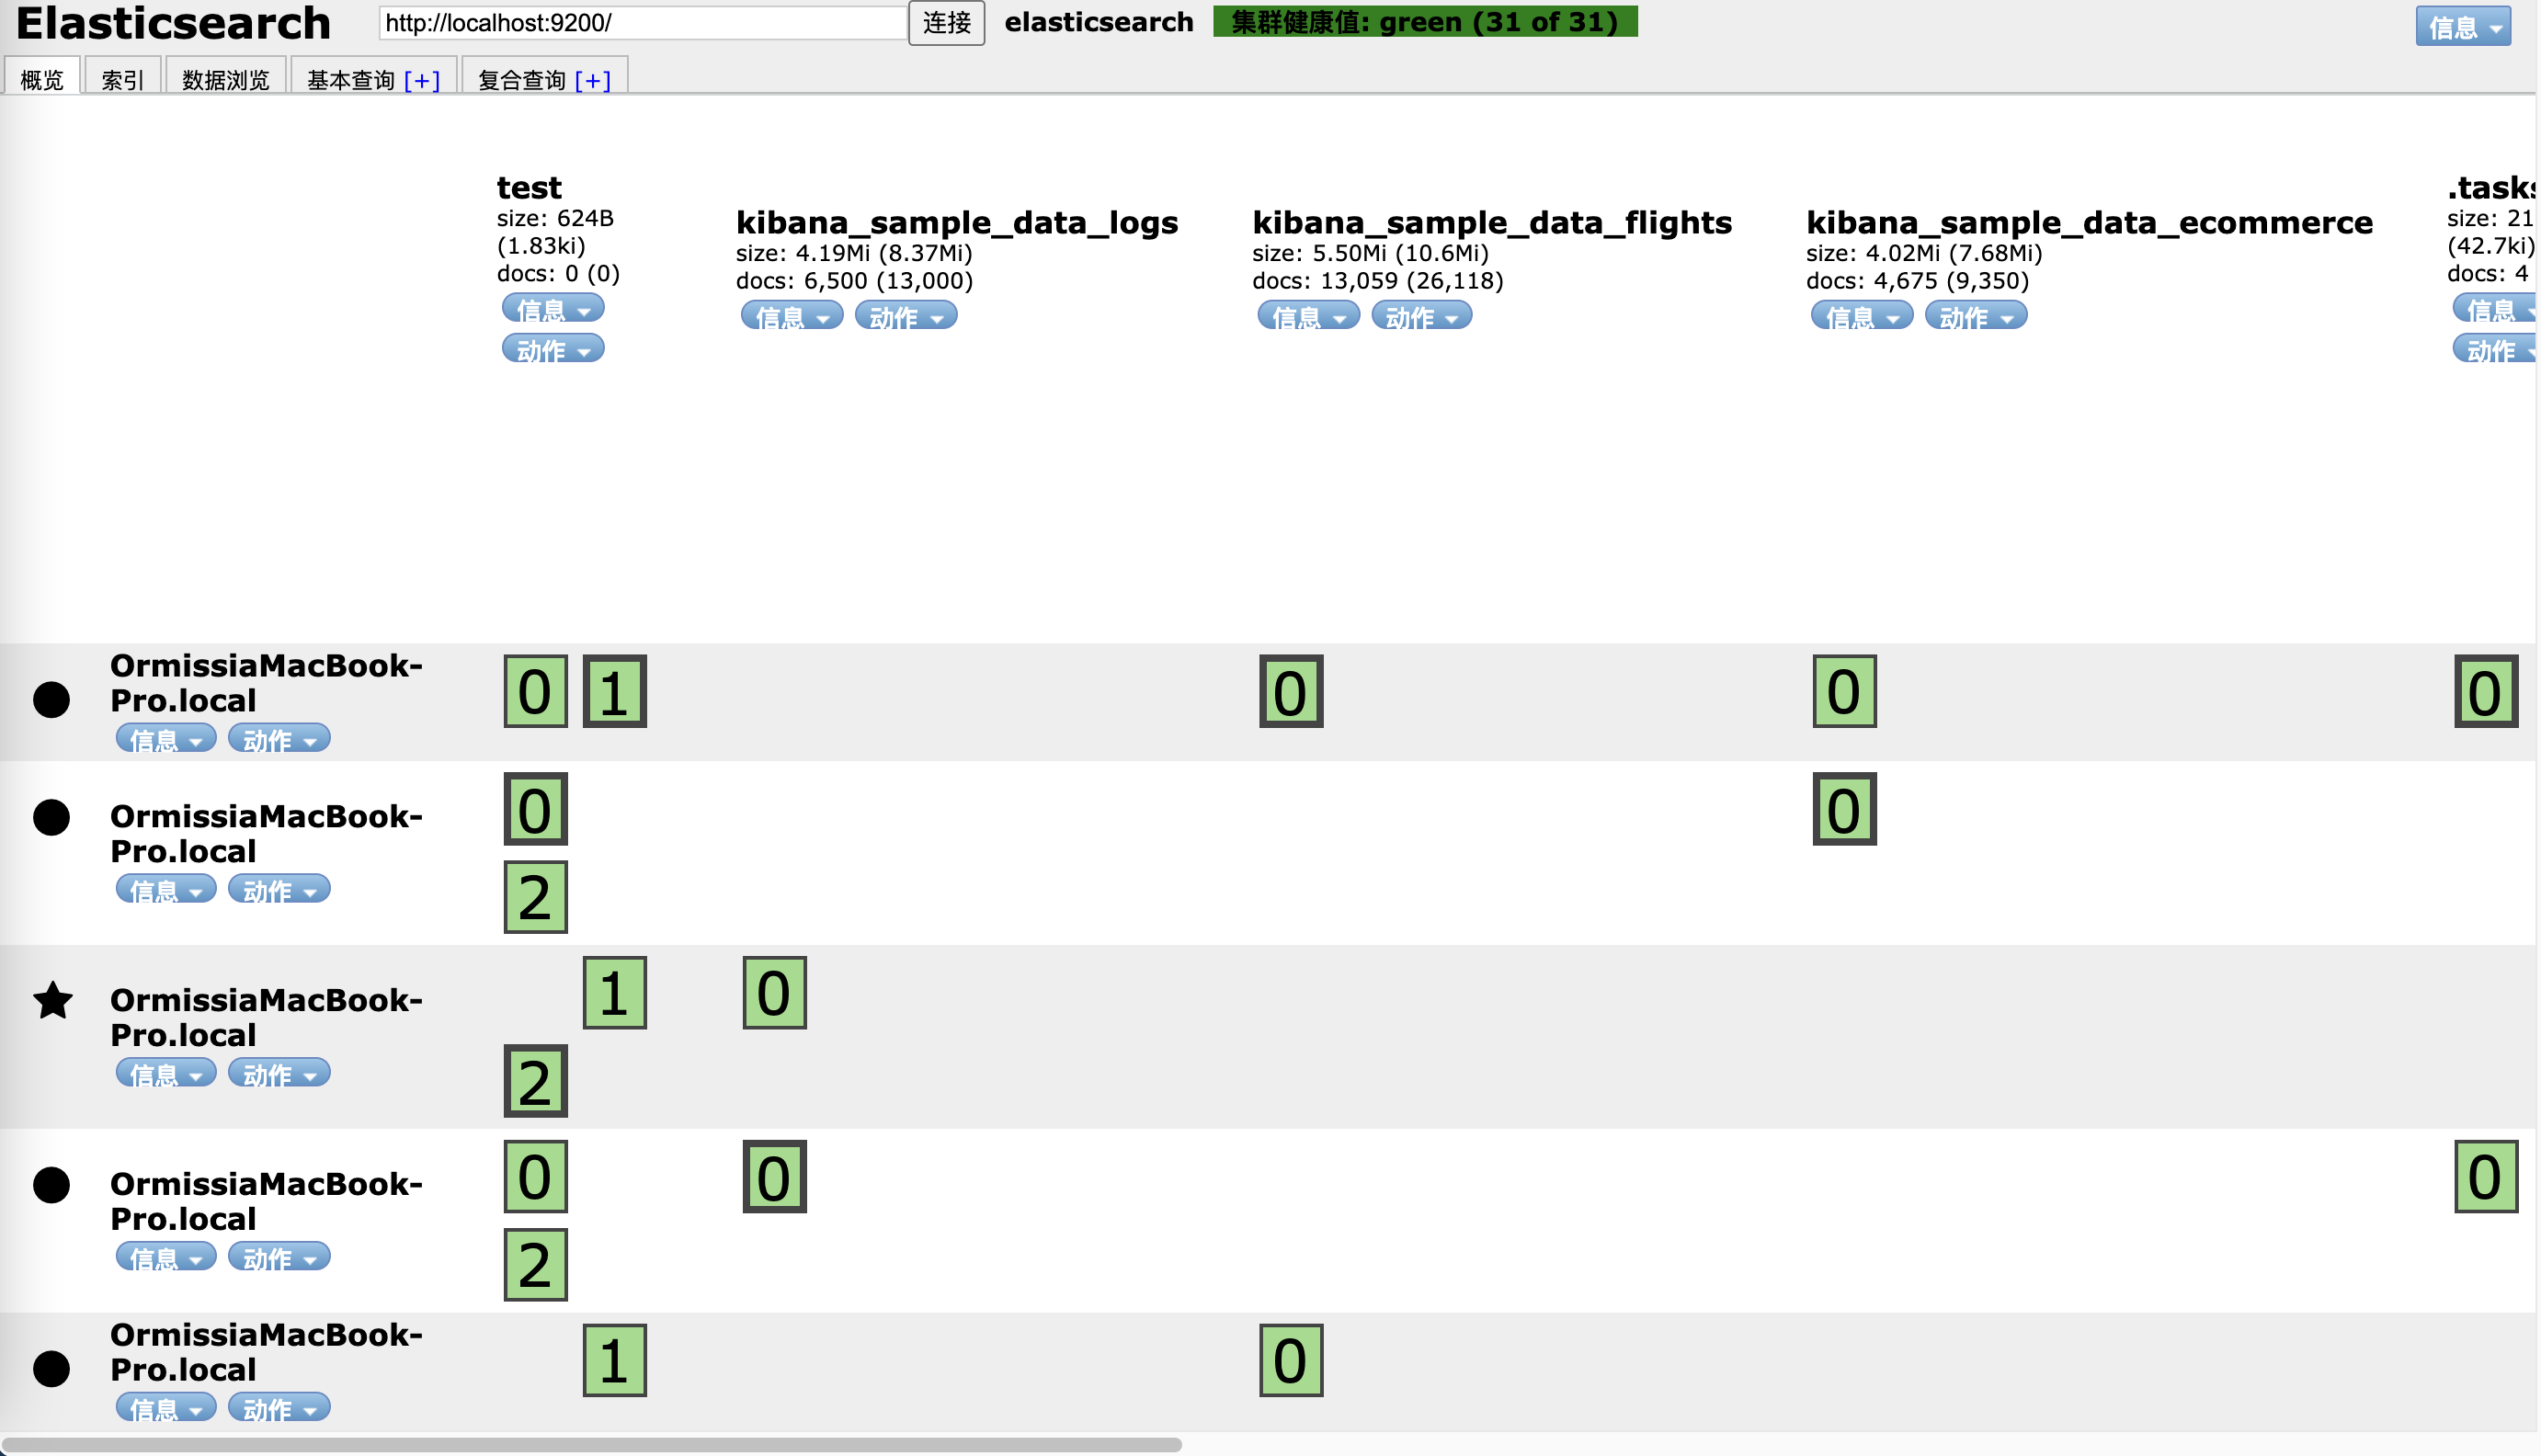 Elasticsearch
http://localhost:9200/
连接
elasticsearch
集群健康值: green (31 of 31)
信息
概览
索引
数据浏览
基本查询 [+]
复合查询 [+]
test
size: 624B
(1.83ki)
docs: 0 (0)
信息
动作
kibana_sample_data_logs
size: 4.19Mi (8.37Mi)
docs: 6,500 (13,000)
信息 动作
kibana_sample_data_flights
size: 5.50Mi (10.6Mi)
docs: 13,059 (26,118)
信息 动作
kibana_sample_data_ecommerce
size: 4.02Mi (7.68Mi)
docs: 4,675 (9,350)
信息 动作
.tasks
size: 21
(42.7ki)
docs: 4
信息
动作
OrmissiaMacBook-
Pro.local
信息 动作
0 1 0 0 0
OrmissiaMacBook-
Pro.local
信息 动作
0 0
2
OrmissiaMacBook-
Pro.local
信息 动作
1 0
2
OrmissiaMacBook-
Pro.local
信息 动作
0 0 0
2
OrmissiaMacBook-
Pro.local
信息 动作
1 0